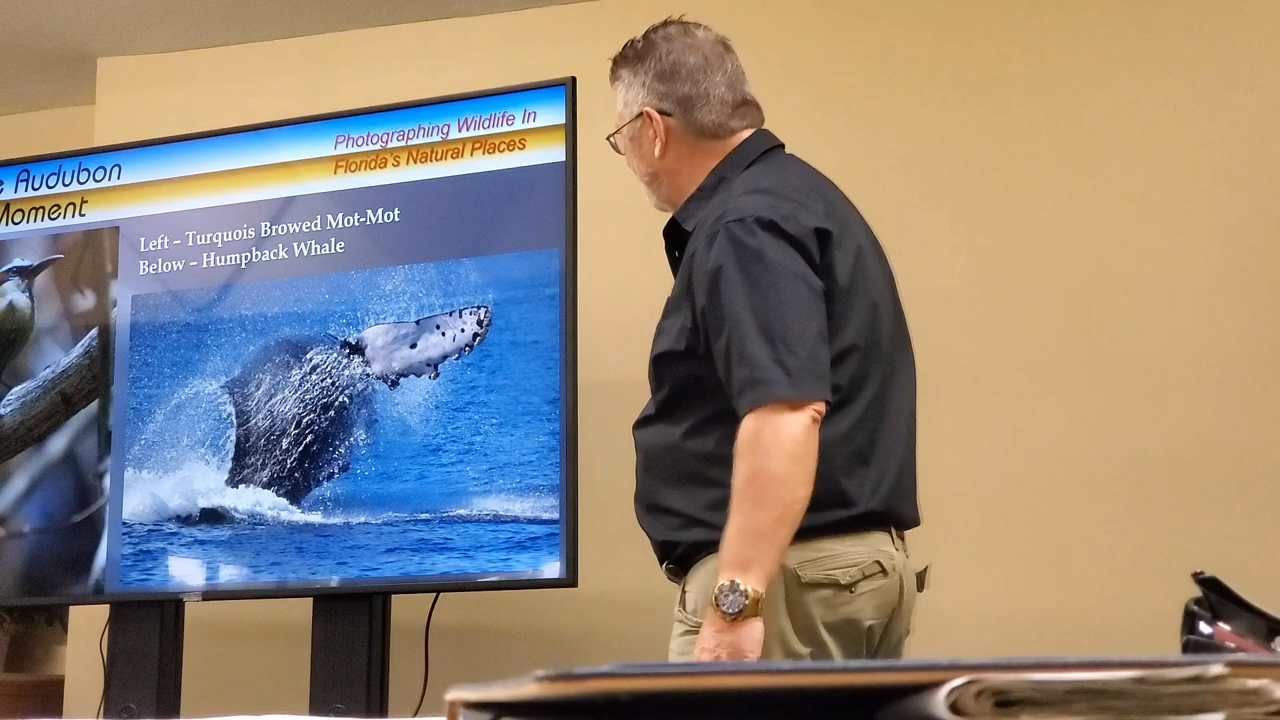 Audubon
Moment
Photographing Wildlife In
Florida's Natural Places
Left – Turquois Browed Mot-Mot
Below – Humpback Whale